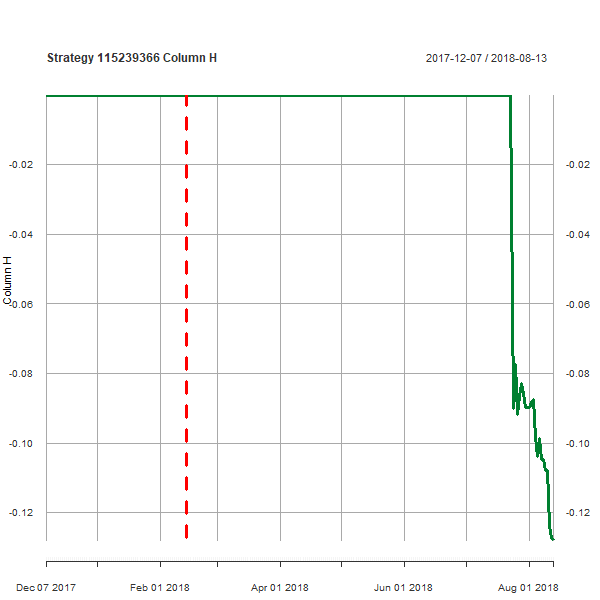 Strategy 115239366 Column H
2017-12-07 / 2018-08-13
-0.02 -0.02
-0.04 -0.04
Column H
-0.06 -0.06
-0.08 -0.08
-0.10 -0.10
-0.12 -0.12
Dec 07 2017 Feb 01 2018 Apr 01 2018 Jun 01 2018 Aug 01 2018